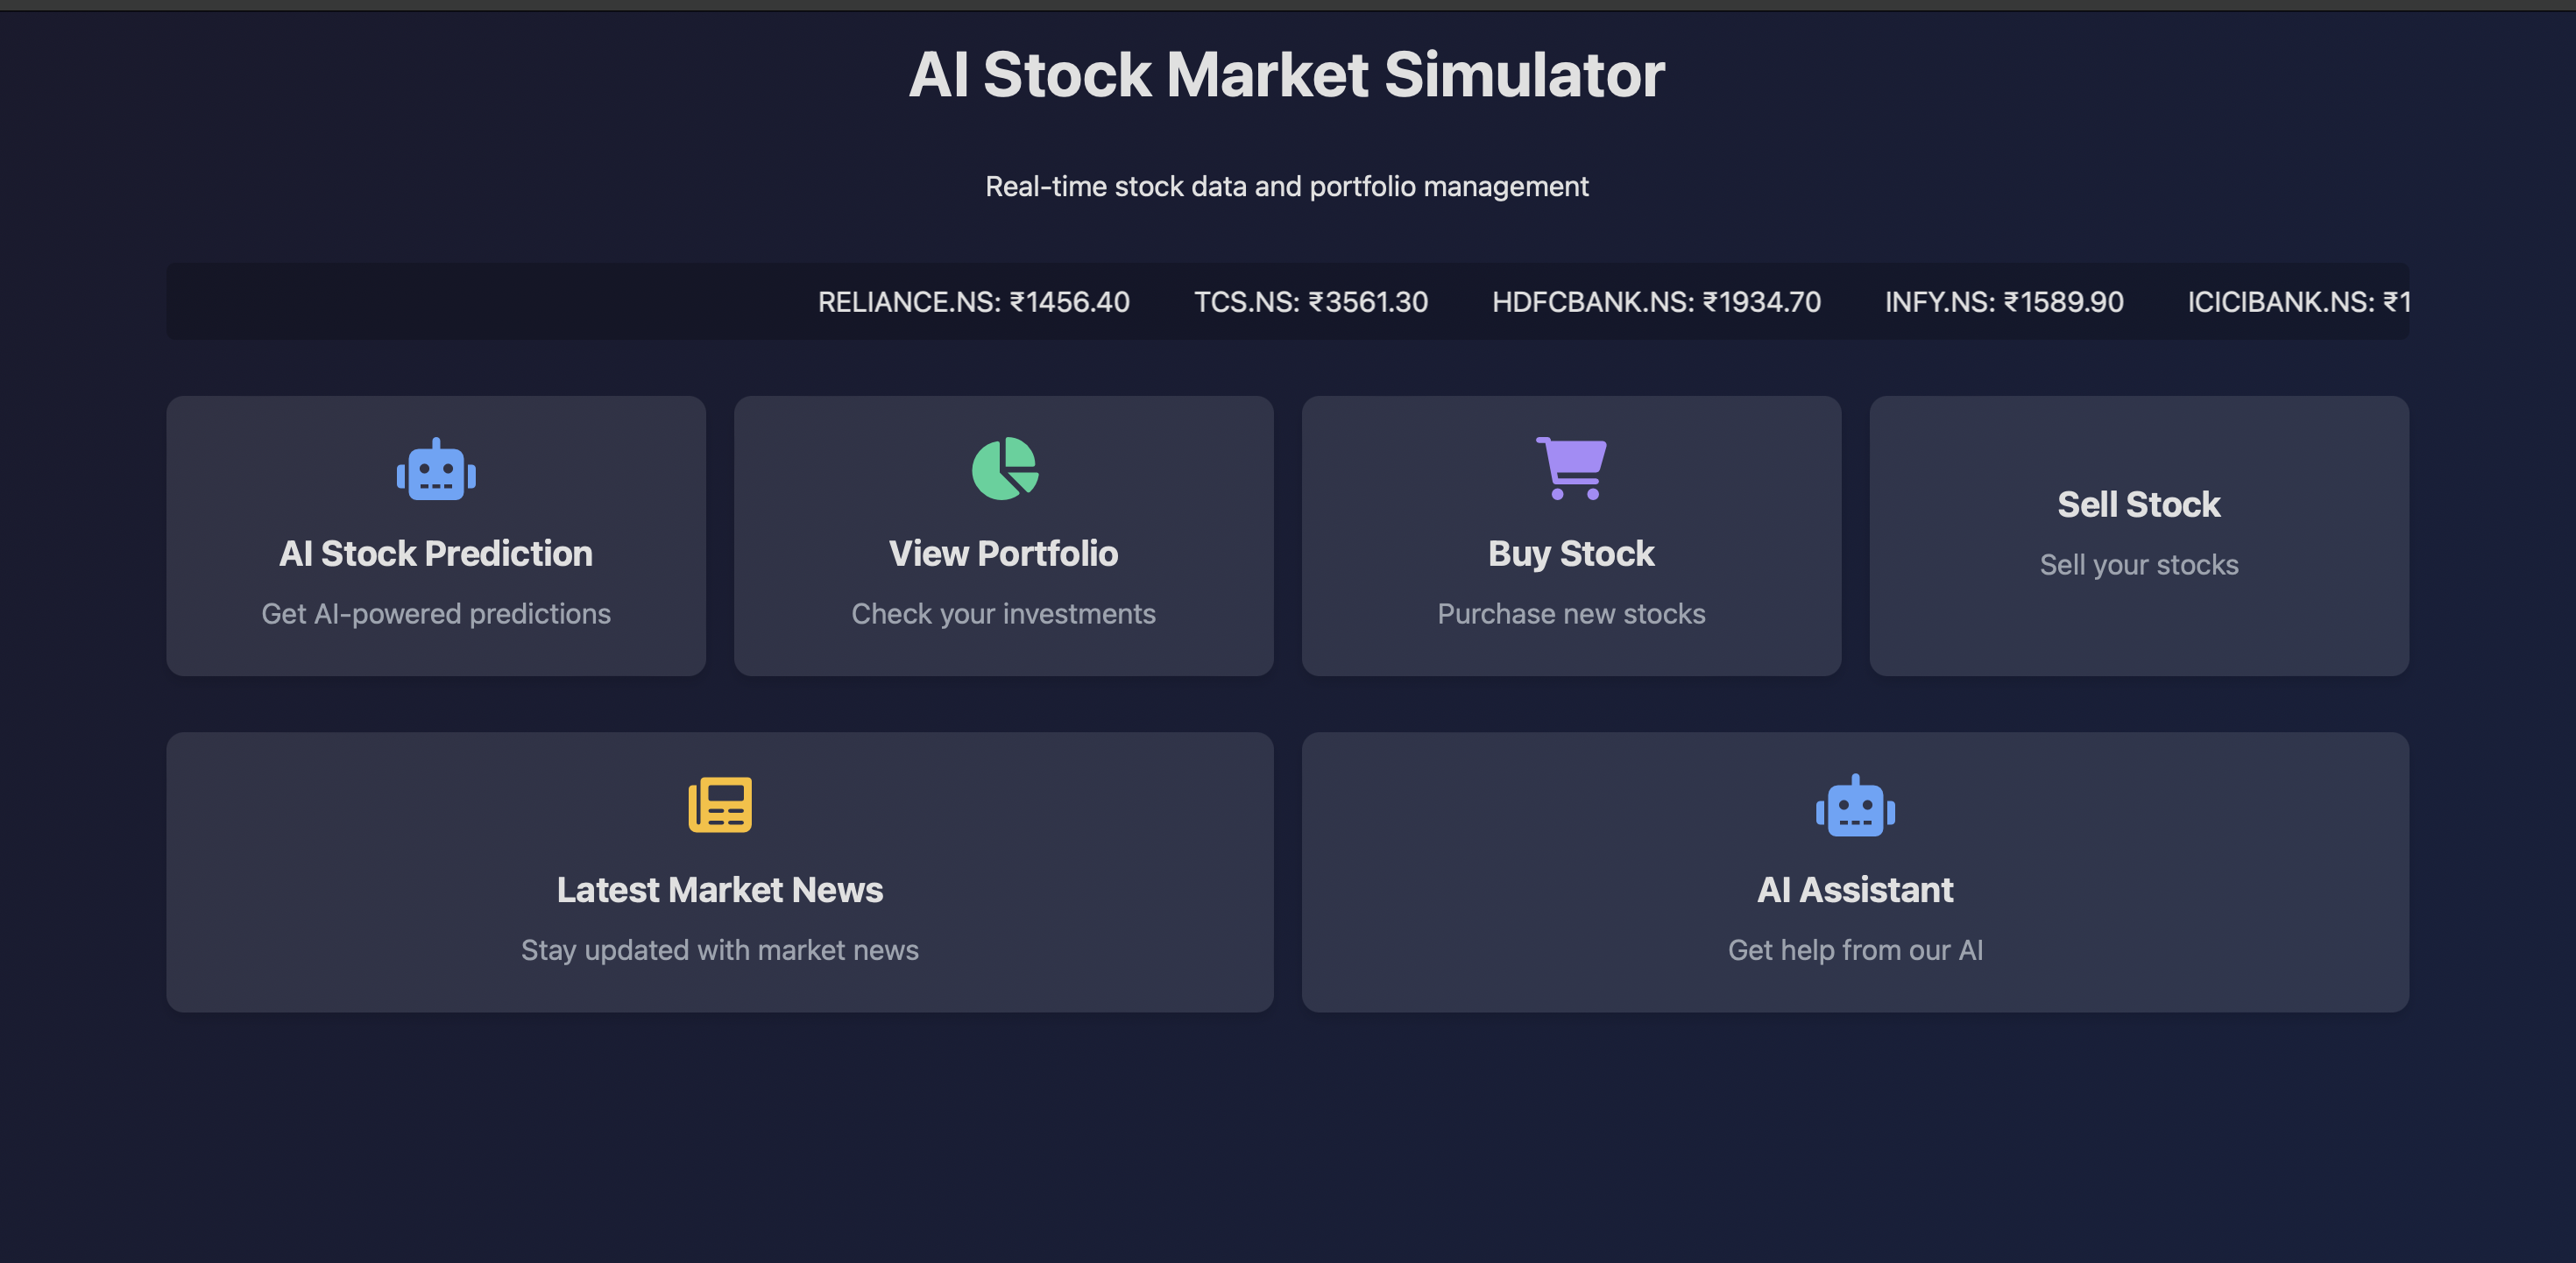 AI Stock Market Simulator
Real-time stock data and portfolio management
RELIANCE.NS: ₹1456.40 TCS.NS: ₹3561.30 HDFCBANK.NS: ₹1934.70 INFY.NS: ₹1589.90 ICICIBANK.NS: ₹1
AI Stock Prediction
Get AI-powered predictions
View Portfolio
Check your investments
Buy Stock
Purchase new stocks
Sell Stock
Sell your stocks
Latest Market News
Stay updated with market news
AI Assistant
Get help from our AI